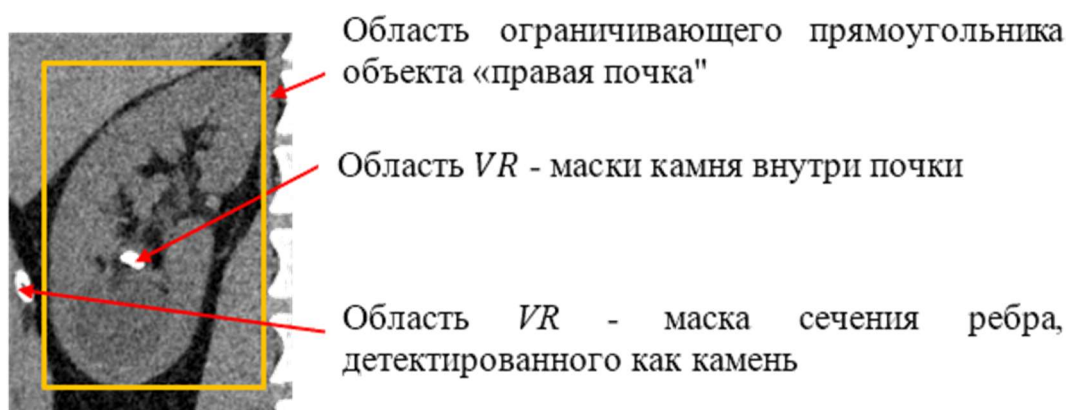 Область ограничивающего прямоугольника
объекта «правая почка"
Область VR - маски камня внутри почки
Область VR - маска сечения ребра,
детектированного как камень